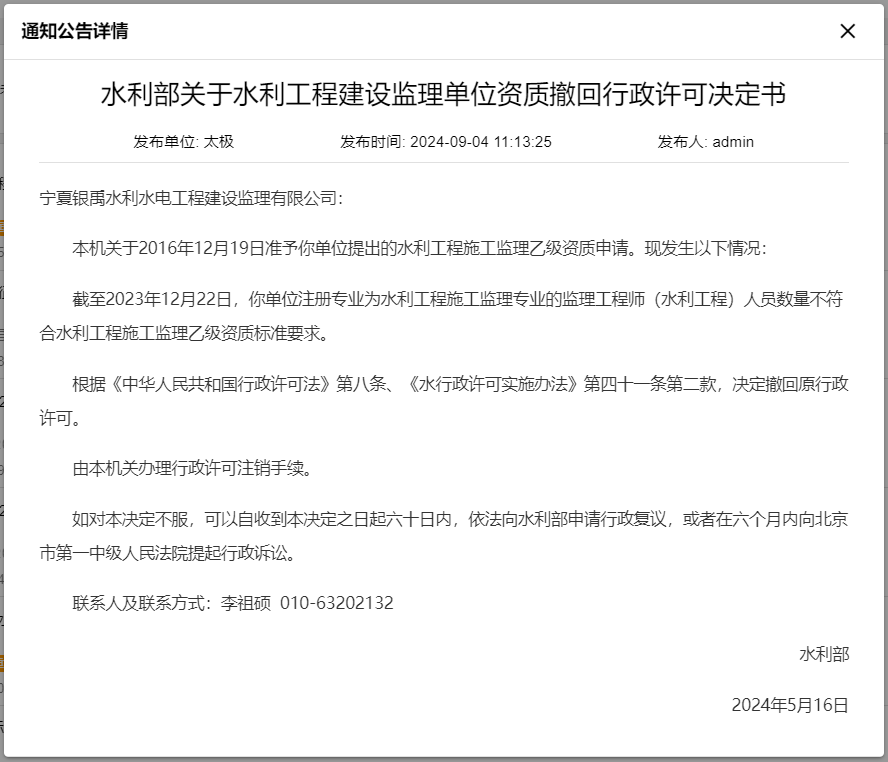 通知公告详情
水利部关于水利工程建设监理单位资质撤回行政许可决定书
发布单位: 太极 发布时间: 2024-09-04 11:13:25 发布人: admin
宁夏银禹水利水电工程建设监理有限公司：
本机关于2016年12月19日准予你单位提出的水利工程施工监理乙级资质申请。现发生以下情况：
截至2023年12月22日，你单位注册专业为水利工程施工监理专业的监理工程师（水利工程）人员数量不符
合水利工程施工监理乙级资质标准要求。
根据《中华人民共和国行政许可法》第八条、《水行政许可实施办法》第四十一条第二款，决定撤回原行政
许可。
由本机关办理行政许可注销手续。
如对本决定不服，可以自收到本决定之日起六十日内，依法向水利部申请行政复议，或者在六个月内向北京
市第一中级人民法院提起行政诉讼。
联系人及联系方式：李祖硕 010-63202132
水利部
2024年5月16日